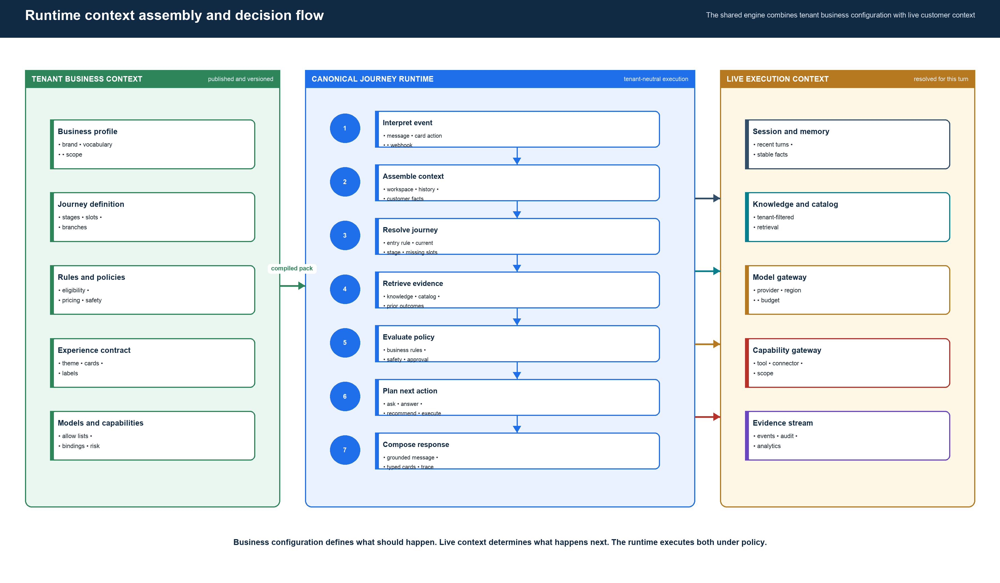 Runtime context assembly and decision flow
The shared engine combines tenant business configuration with live customer context
TENANT BUSINESS CONTEXT
published and versioned
Business profile
• brand • vocabulary
• • scope
Journey definition
• stages • slots •
• branches
Rules and policies
• eligibility •
• pricing • safety
Experience contract
• theme • cards •
• labels
Models and capabilities
• allow lists •
• bindings • risk
compiled pack
CANONICAL JOURNEY RUNTIME
tenant-neutral execution
1
Interpret event
• message • card action
• • webhook
2
Assemble context
• workspace • history •
• customer facts
3
Resolve journey
• entry rule • current
• stage • missing slots
4
Retrieve evidence
• knowledge • catalog •
• prior outcomes
5
Evaluate policy
• business rules •
• safety • approval
6
Plan next action
• ask • answer •
• recommend • execute
7
Compose response
• grounded message •
• typed cards • trace
LIVE EXECUTION CONTEXT
resolved for this turn
Session and memory
• recent turns •
• stable facts
Knowledge and catalog
• tenant-filtered
• retrieval
Model gateway
• provider • region
• • budget
Capability gateway
• tool • connector •
• scope
Evidence stream
• events • audit •
• analytics
Business configuration defines what should happen. Live context determines what happens next. The runtime executes both under policy.